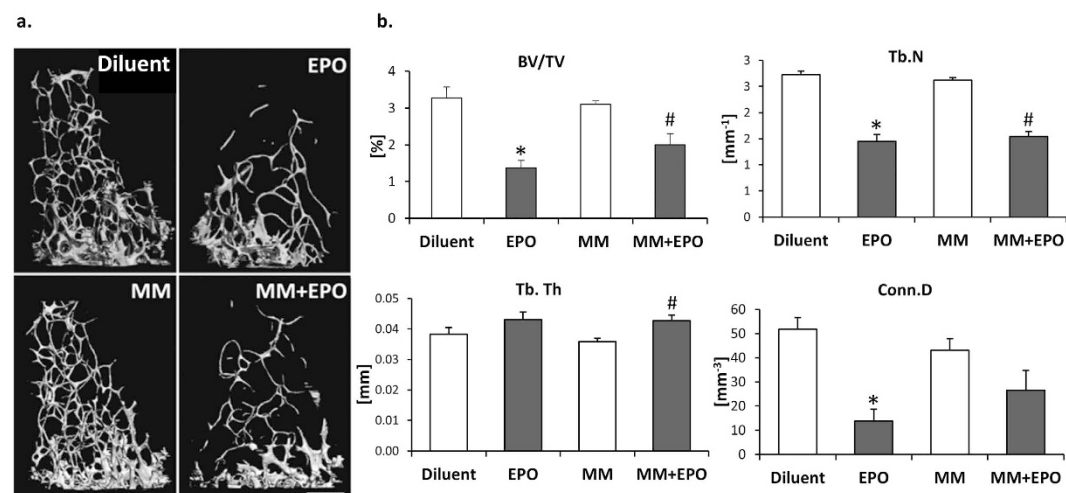 a.
Diluent
EPO
MM
MM+EPO
b.
BV/TV
[%]
4
3
2
1
0
*
#
Diluent EPO MM MM+EPO
Tb.N
[mm-1]
3
3
2
2
1
1
0
*
#
Diluent EPO MM MM+EPO
Tb. Th
[mm]
0.05
0.04
0.03
0.02
0.01
0.00
#
Diluent EPO MM MM+EPO
Conn.D
[mm-3]
60
50
40
30
20
10
0
*
Diluent EPO MM MM+EPO